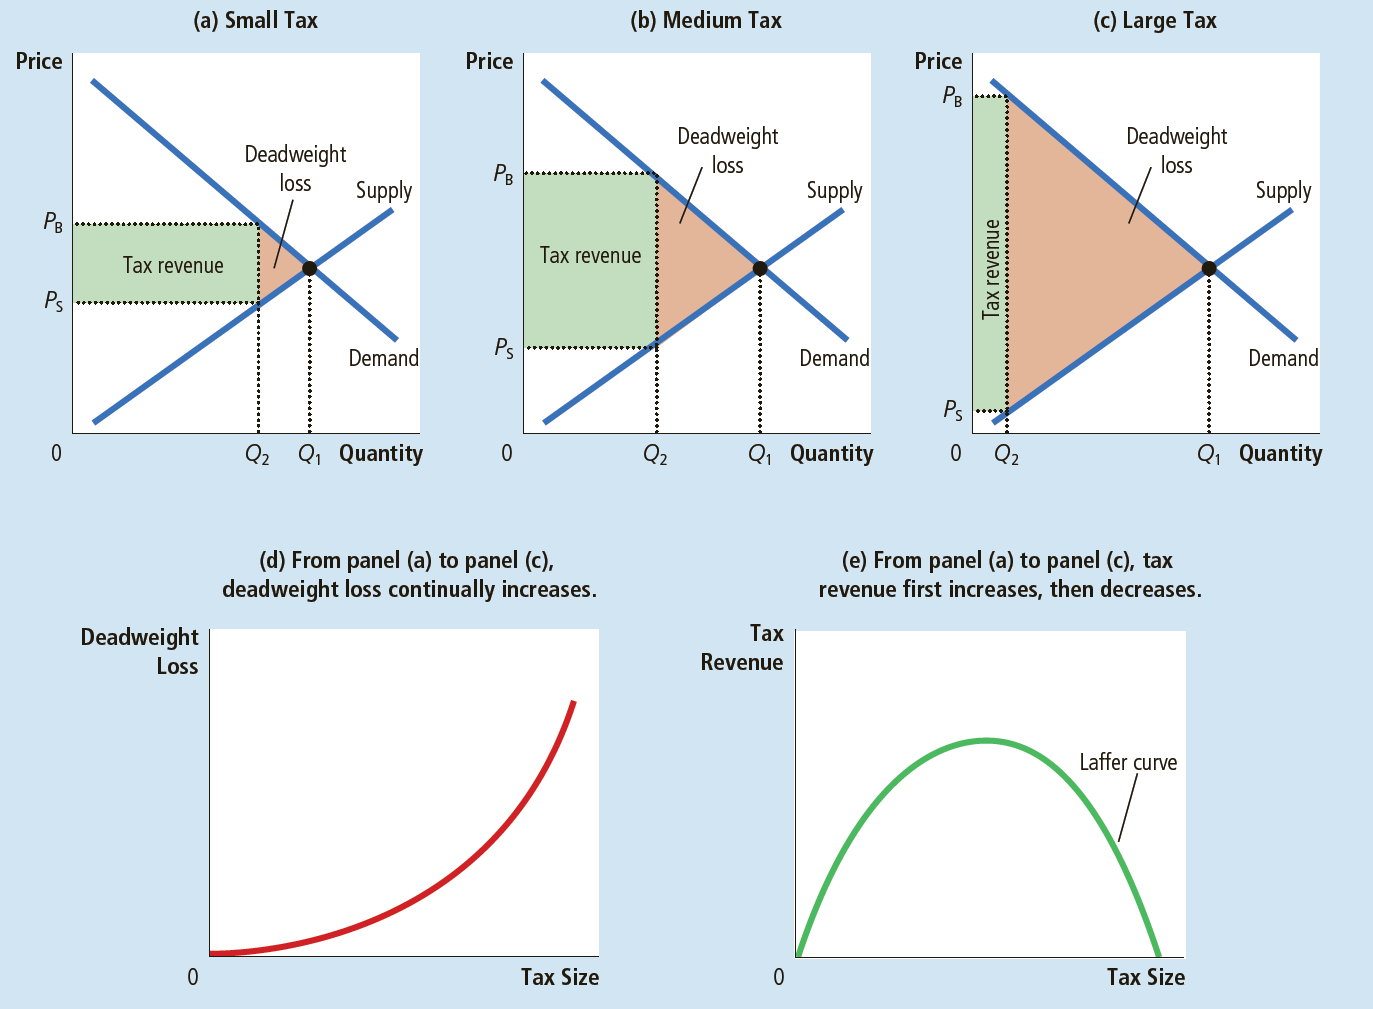 (a) Small Tax
Price
Deadweight
loss
Supply
PB
Tax revenue
PS
Demand
0
Q2
Q1
Quantity
(b) Medium Tax
Price
Deadweight
loss
Supply
PB
Tax revenue
PS
Demand
0
Q2
Q1
Quantity
(c) Large Tax
Price
PB
Deadweight
loss
Supply
Tax revenue
Demand
PS
0
Q2
Q1
Quantity
(d) From panel (a) to panel (c),
deadweight loss continually increases.
Deadweight
Loss
0
Tax Size
(e) From panel (a) to panel (c), tax
revenue first increases, then decreases.
Tax
Revenue
Laffer curve
0
Tax Size